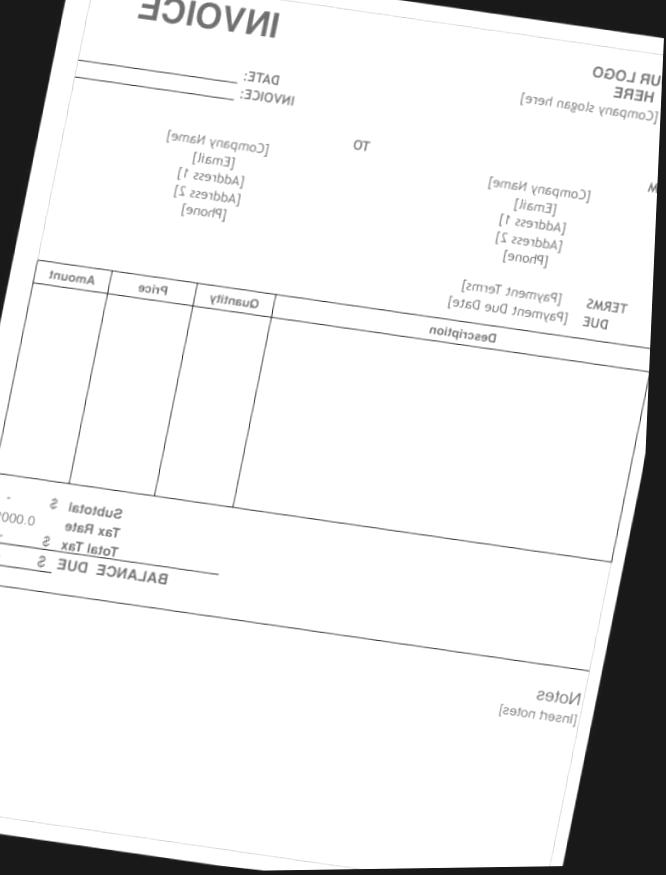 INVOICE
UR LOGO
HERE
[Company slogan here]
DATE:
INVOICE:
M
[Company Name]
[Email]
[Address 1]
[Address 2]
[Phone]
TO
[Company Name]
[Email]
[Address 1]
[Address 2]
[Phone]
TERMS [Payment Terms]
DUE [Payment Due Date]
Description Quantity Price Amount
Subtotal $ -
Tax Rate 0.000
Total Tax $ -
BALANCE DUE $
Notes
[Insert notes]